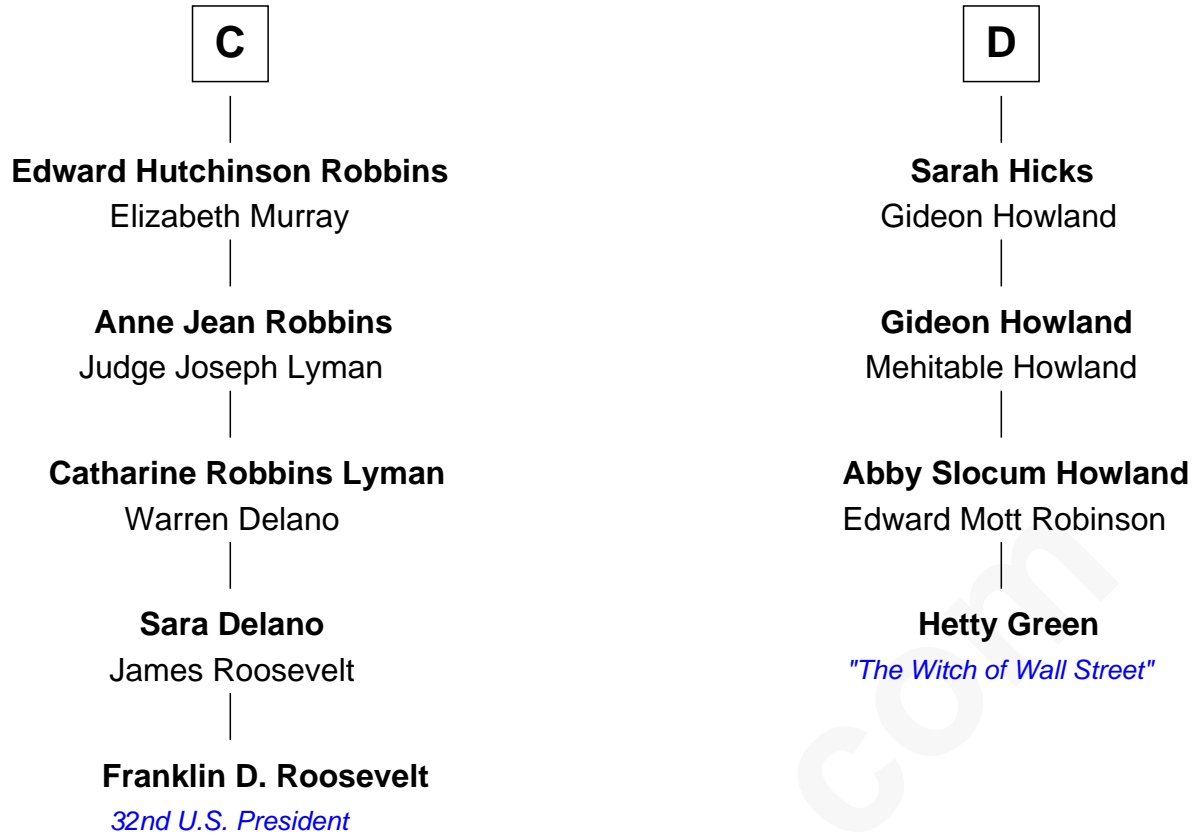 C
Edward Hutchinson Robbins
Elizabeth Murray
Anne Jean Robbins
Judge Joseph Lyman
Catharine Robbins Lyman
Warren Delano
Sara Delano
James Roosevelt
Franklin D. Roosevelt
32nd U.S. President
D
Sarah Hicks
Gideon Howland
Gideon Howland
Mehitable Howland
Abby Slocum Howland
Edward Mott Robinson
Hetty Green
"The Witch of Wall Street"
com